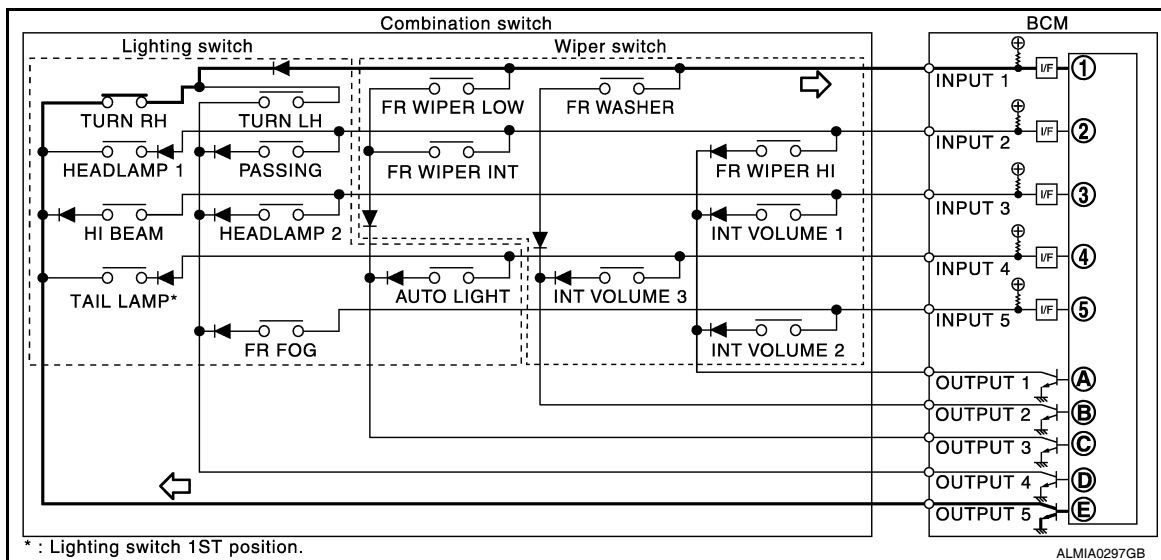 Combination switch
BCM
Lighting switch
Wiper switch
INPUT 1
I/F
1
TURN RH
TURN LH
FR WIPER LOW
FR WASHER
INPUT 2
I/F
2
HEADLAMP 1
PASSING
FR WIPER INT
FR WIPER HI
INPUT 3
I/F
3
HI BEAM
HEADLAMP 2
INT VOLUME 1
INPUT 4
I/F
4
TAIL LAMP*
AUTO LIGHT
INT VOLUME 3
INPUT 5
I/F
5
FR FOG
INT VOLUME 2
OUTPUT 1
A
OUTPUT 2
B
OUTPUT 3
C
OUTPUT 4
D
OUTPUT 5
E
* : Lighting switch 1ST position.
ALMIA0297GB